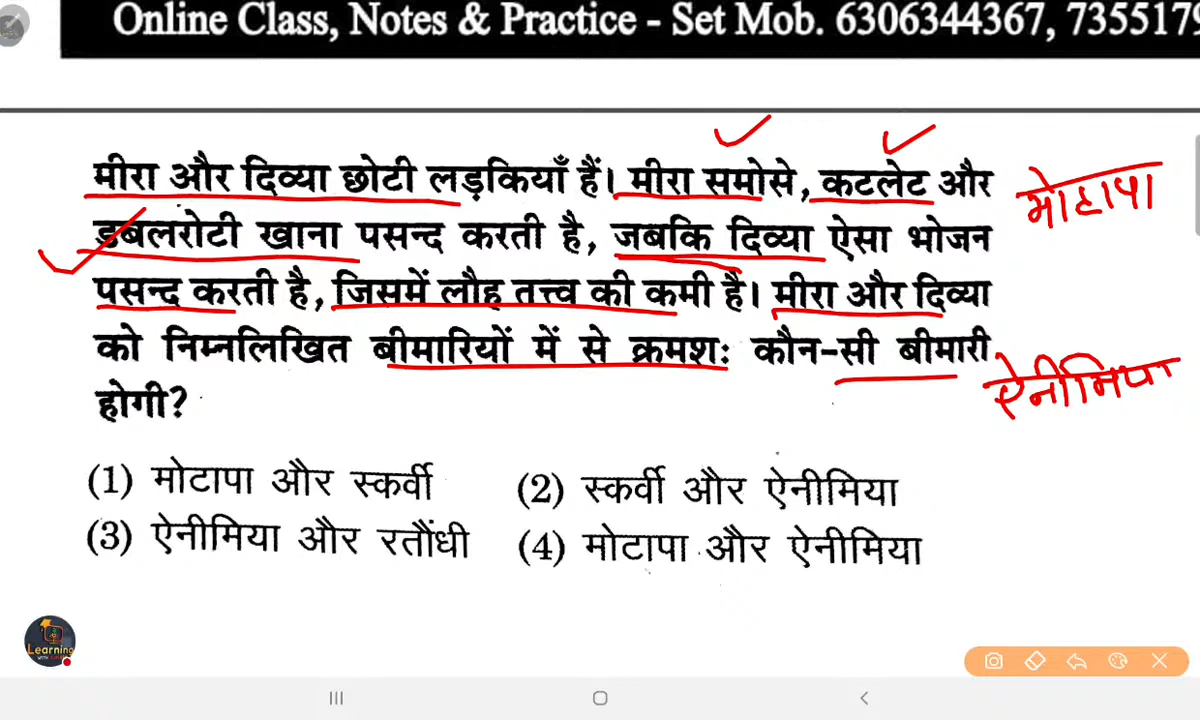 Online Class, Notes & Practice - Set Mob. 6306344367, 7355179
मीरा और दिव्या छोटी लड़कियाँ हैं। मीरा समोसे, कटलेट और
मोटापा
डबलरोटी खाना पसन्द करती है, जबकि दिव्या ऐसा भोजन
पसन्द करती है, जिसमें लौह तत्त्व की कमी है। मीरा और दिव्या
को निम्नलिखित बीमारियों में से क्रमशः कौन-सी बीमारी
ऐनीमिया
होगी?
(1) मोटापा और स्कर्वी (2) स्कर्वी और ऐनीमिया
(3) ऐनीमिया और रतौंधी (4) मोटापा और ऐनीमिया
Learning